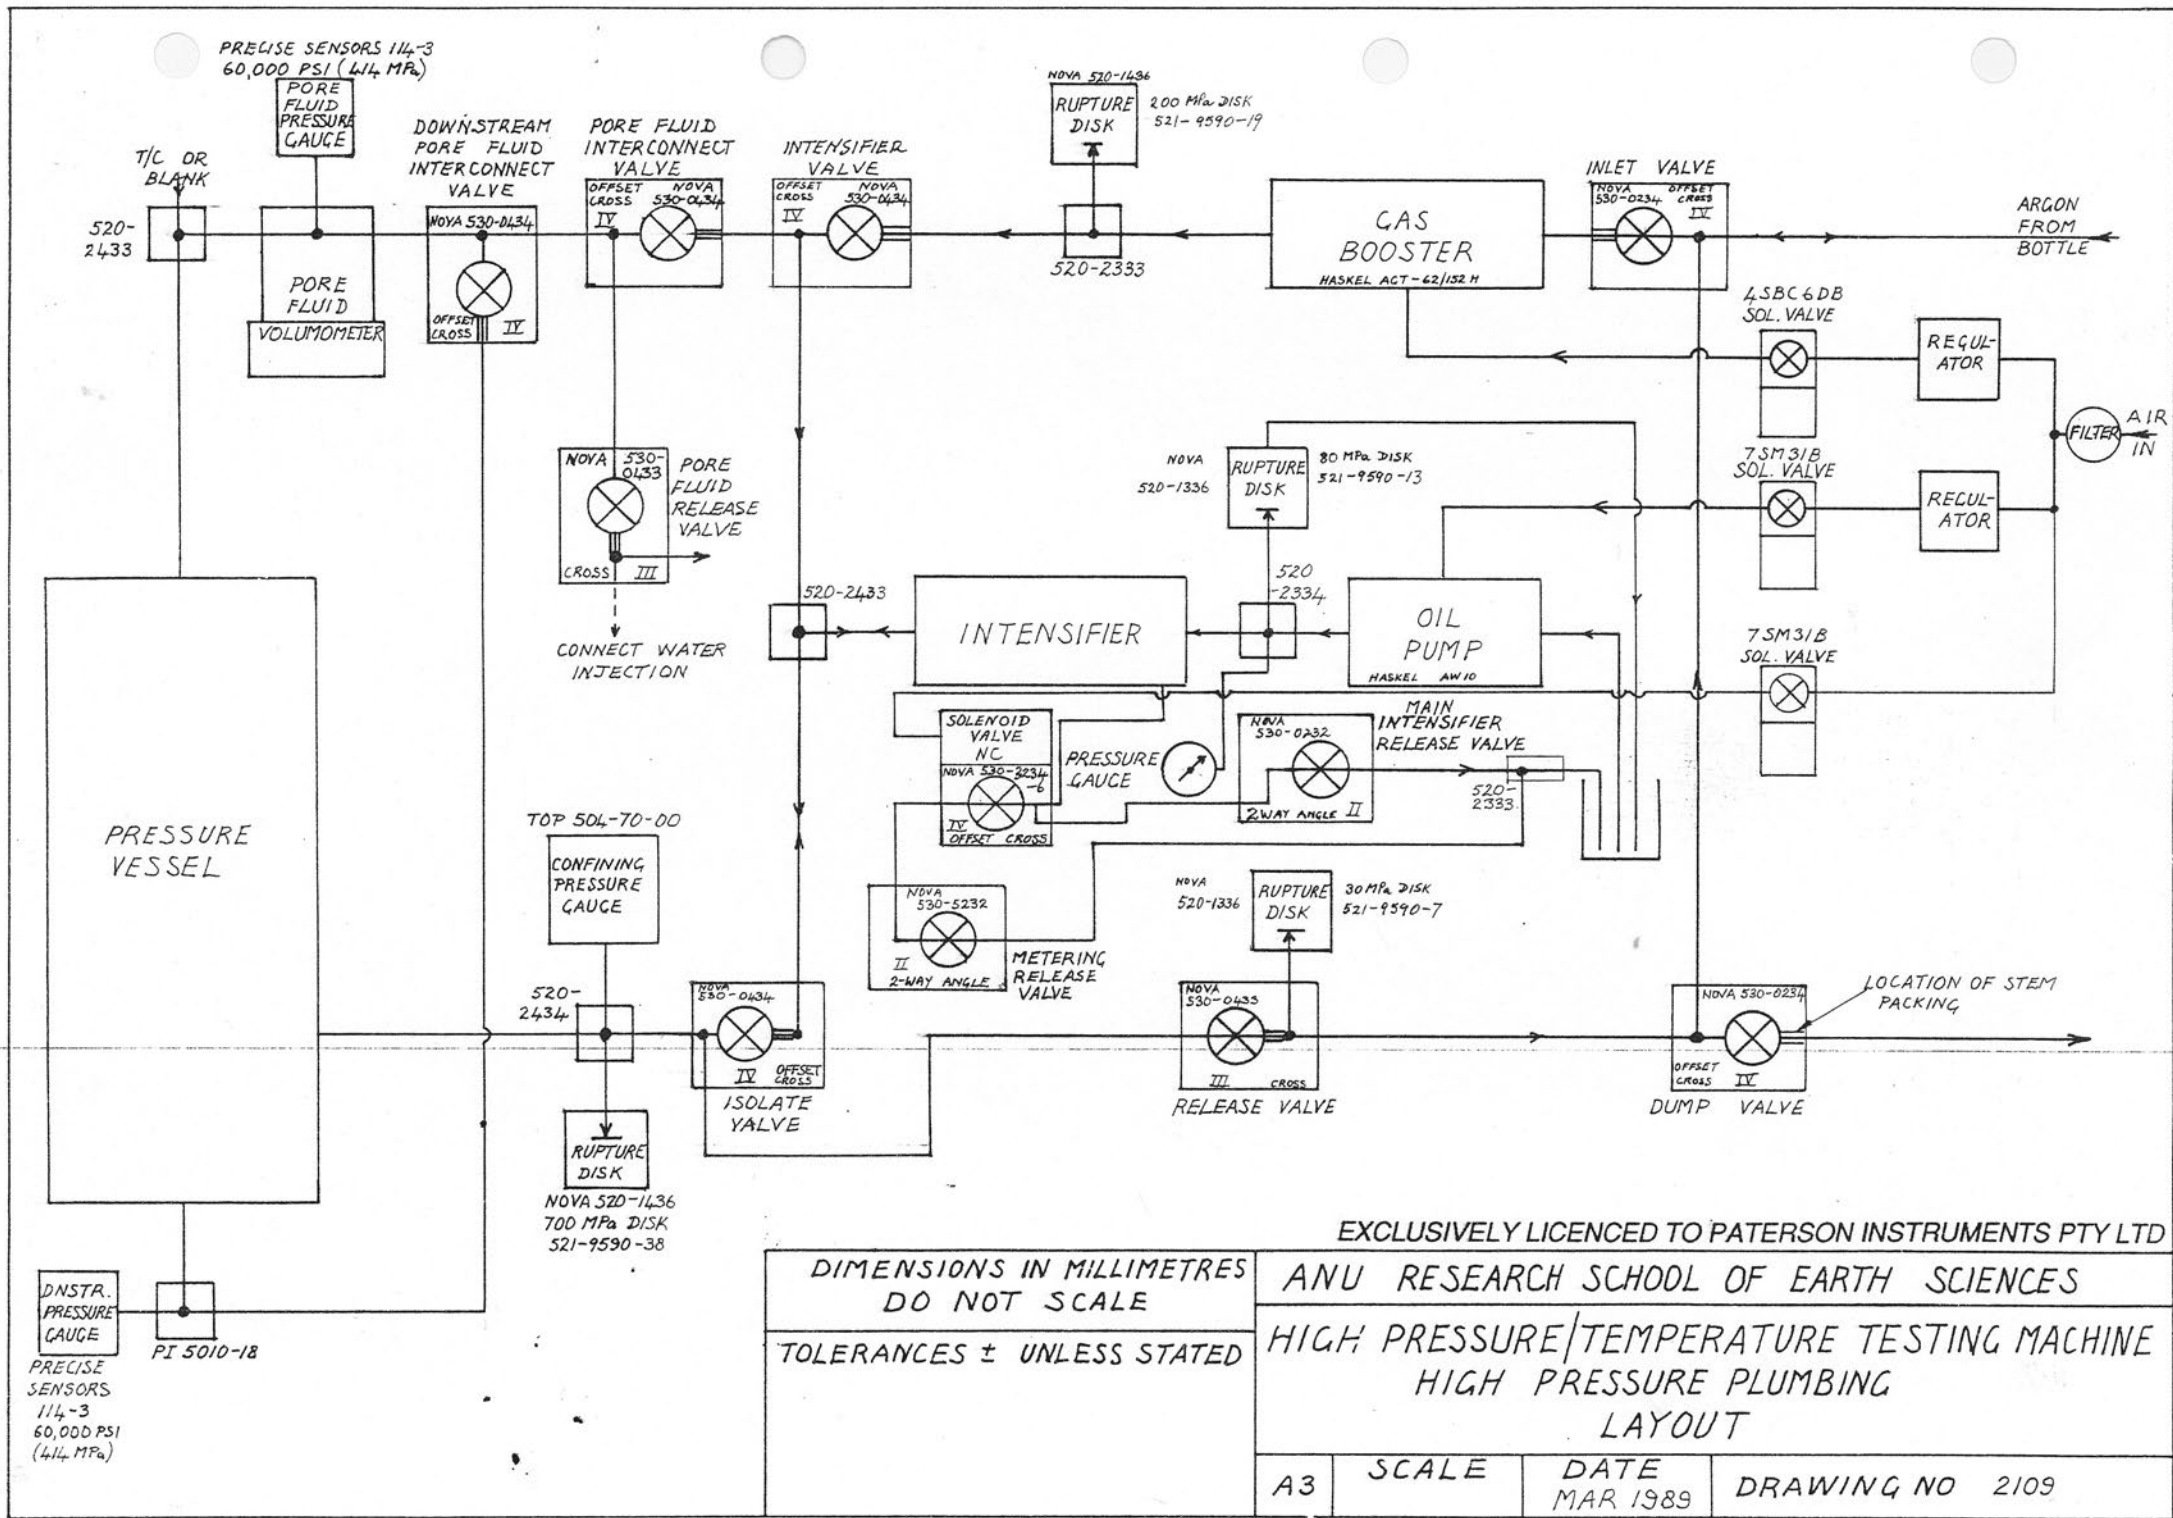 PRECISE SENSORS 114-3
60,000 PSI (414 MPa)
PORE
FLUID
PRESSURE
GAUGE
T/C OR
BLANK
520-
2433
PORE
FLUID
VOLUMOMETER
DOWNSTREAM
PORE FLUID
INTERCONNECT
VALVE
NOVA 530-0434
OFFSET
CROSS IV
PORE FLUID
INTERCONNECT
VALVE
OFFSET NOVA
CROSS 530-0434
IV
INTENSIFIER
VALVE
OFFSET NOVA
CROSS 530-0434
IV
NOVA 520-1436
RUPTURE
DISK
200 MPa DISK
521-9590-19
520-2333
GAS
BOOSTER
HASKEL ACT-62/152 H
INLET VALVE
NOVA OFFSET
530-0234 CROSS
IV
ARGON
FROM
BOTTLE
4SBC6DB
SOL. VALVE
REGUL-
ATOR
FILTER
AIR
IN
7SM31B
SOL. VALVE
REGUL-
ATOR
7SM31B
SOL. VALVE
NOVA 530-
0433
CROSS III
PORE
FLUID
RELEASE
VALVE
CONNECT WATER
INJECTION
NOVA
520-1336
RUPTURE
DISK
80 MPa DISK
521-9590-13
520-2433
INTENSIFIER
520
-2334
OIL
PUMP
HASKEL AW10
SOLENOID
VALVE
NC
NOVA 530-3234
-6
IV
OFFSET CROSS
PRESSURE
GAUGE
NOVA
530-0232
2WAY ANGLE II
MAIN
INTENSIFIER
RELEASE VALVE
520-
2333
NOVA
530-5232
II
2-WAY ANGLE
METERING
RELEASE
VALVE
PRESSURE
VESSEL
TOP 504-70-00
CONFINING
PRESSURE
GAUGE
520-
2434
RUPTURE
DISK
NOVA 520-1436
700 MPa DISK
521-9590-38
NOVA
530-0434
IV OFFSET
CROSS
ISOLATE
VALVE
NOVA
520-1336
RUPTURE
DISK
30 MPa DISK
521-9590-7
NOVA
530-0433
III CROSS
RELEASE VALVE
NOVA 530-0234
OFFSET
CROSS IV
DUMP VALVE
LOCATION OF STEM
PACKING
DNSTR.
PRESSURE
GAUGE
PI 5010-18
PRECISE
SENSORS
114-3
60,000 PSI
(414 MPa)
EXCLUSIVELY LICENCED TO PATERSON INSTRUMENTS PTY LTD
DIMENSIONS IN MILLIMETRES
DO NOT SCALE
TOLERANCES ± UNLESS STATED
ANU RESEARCH SCHOOL OF EARTH SCIENCES
HIGH PRESSURE/TEMPERATURE TESTING MACHINE
HIGH PRESSURE PLUMBING
LAYOUT
A3
SCALE
DATE
MAR 1989
DRAWING NO 2109